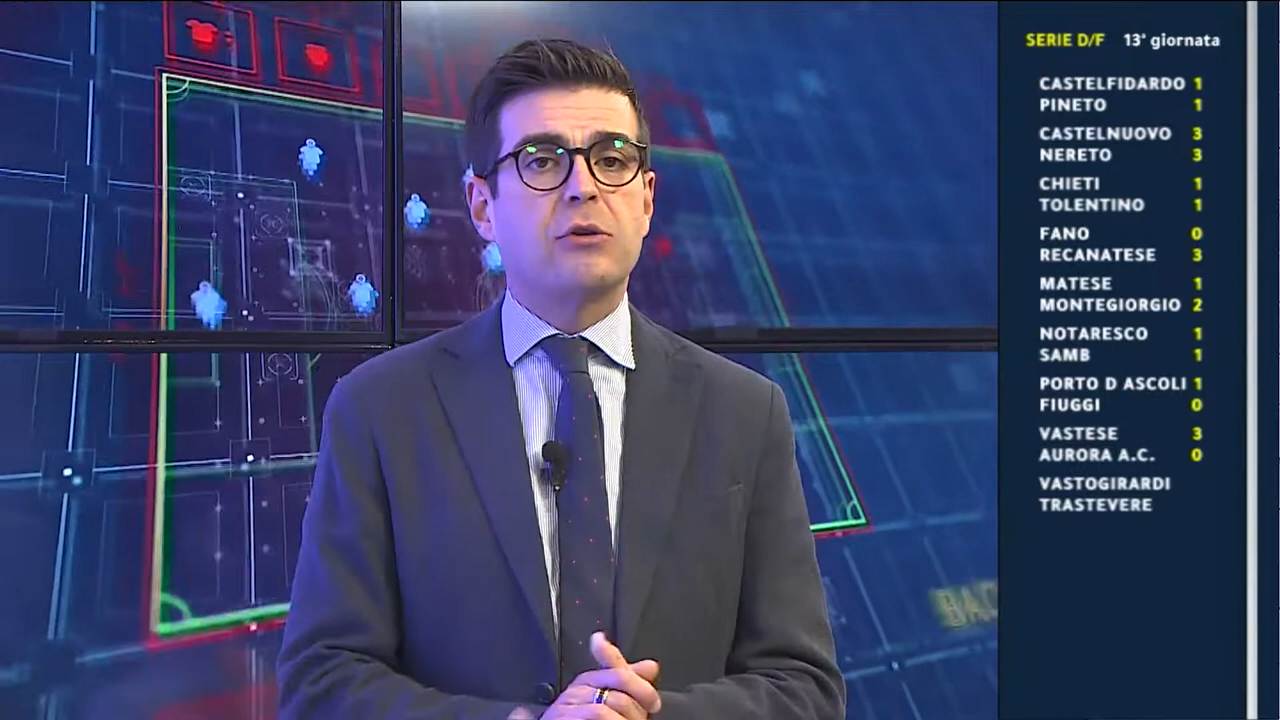 SERIE D/F 13ª giornata
CASTELFIDARDO 1
PINETO 1
CASTELNUOVO 3
NERETO 3
CHIETI 1
TOLENTINO 1
FANO 0
RECANATESE 3
MATESE 1
MONTEGIORGIO 2
NOTARESCO 1
SAMB 1
PORTO D ASCOLI 1
FIUGGI 0
VASTESE 3
AURORA A.C. 0
VASTOGIRARDI
TRASTEVERE